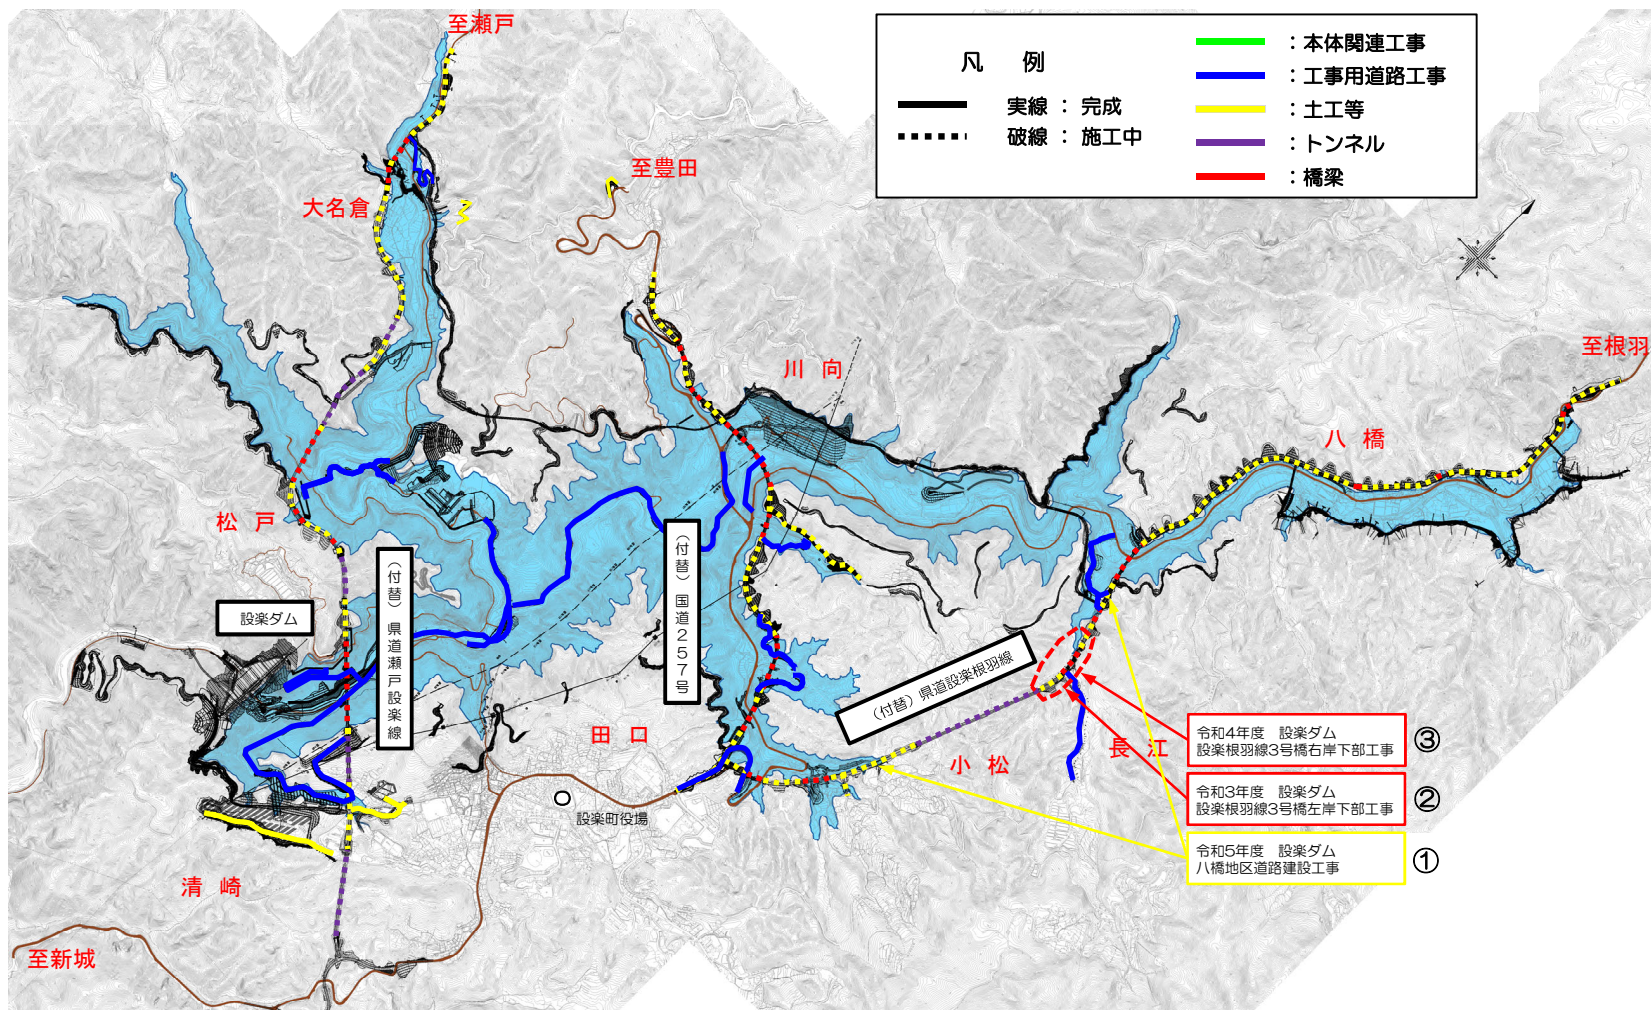 至瀬戸
凡　例
実線 ： 完成
破線 ： 施工中
：本体関連工事
：工事用道路工事
：土工等
：トンネル
：橋梁
至豊田
大名倉
川 向
至根羽
八 橋
松 戸
設楽ダム
（付替）県道瀬戸設楽線
（付替）国道２５７号
（付替）県道設楽根羽線
田 口
設楽町役場
小 松
長 江
令和4年度　設楽ダム
設楽根羽線3号橋右岸下部工事
③
令和3年度　設楽ダム
設楽根羽線3号橋左岸下部工事
②
令和5年度　設楽ダム
八橋地区道路建設工事
①
清 崎
至新城